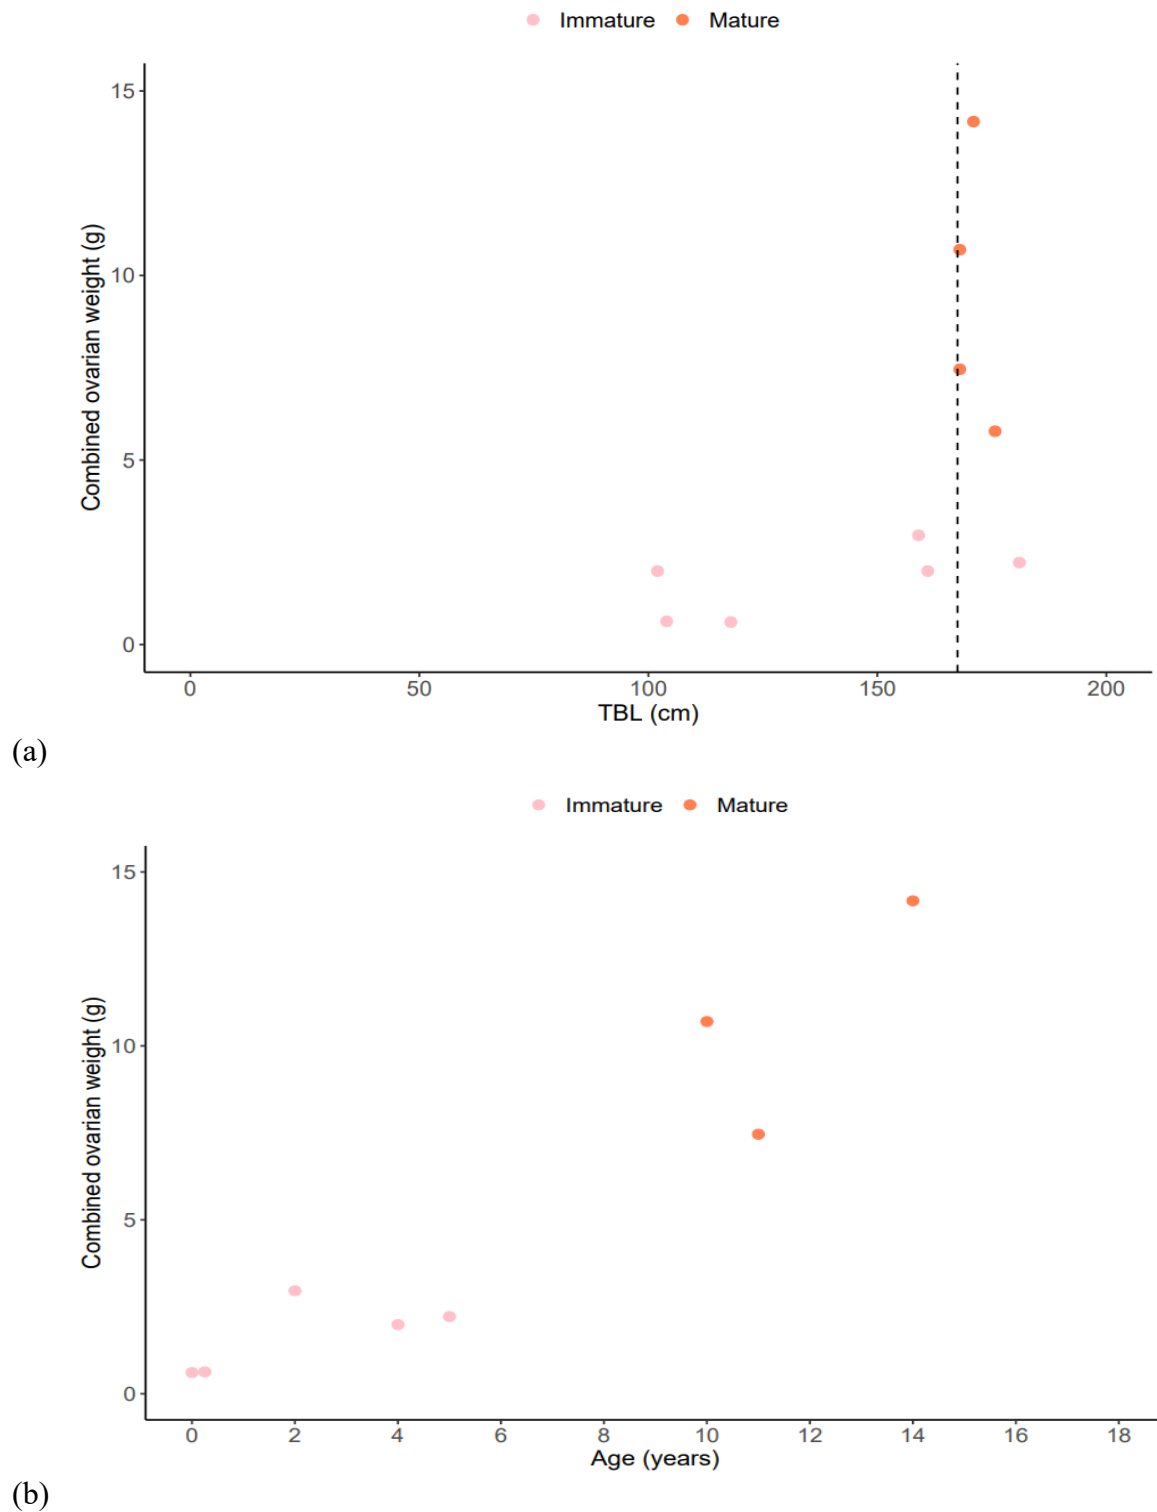 Immature Mature
15
10
5
0
Combined ovarian weight (g)
0 50 100 150 200
TBL (cm)
(a)
Immature Mature
15
10
5
0
Combined ovarian weight (g)
0 2 4 6 8 10 12 14 16 18
Age (years)
(b)